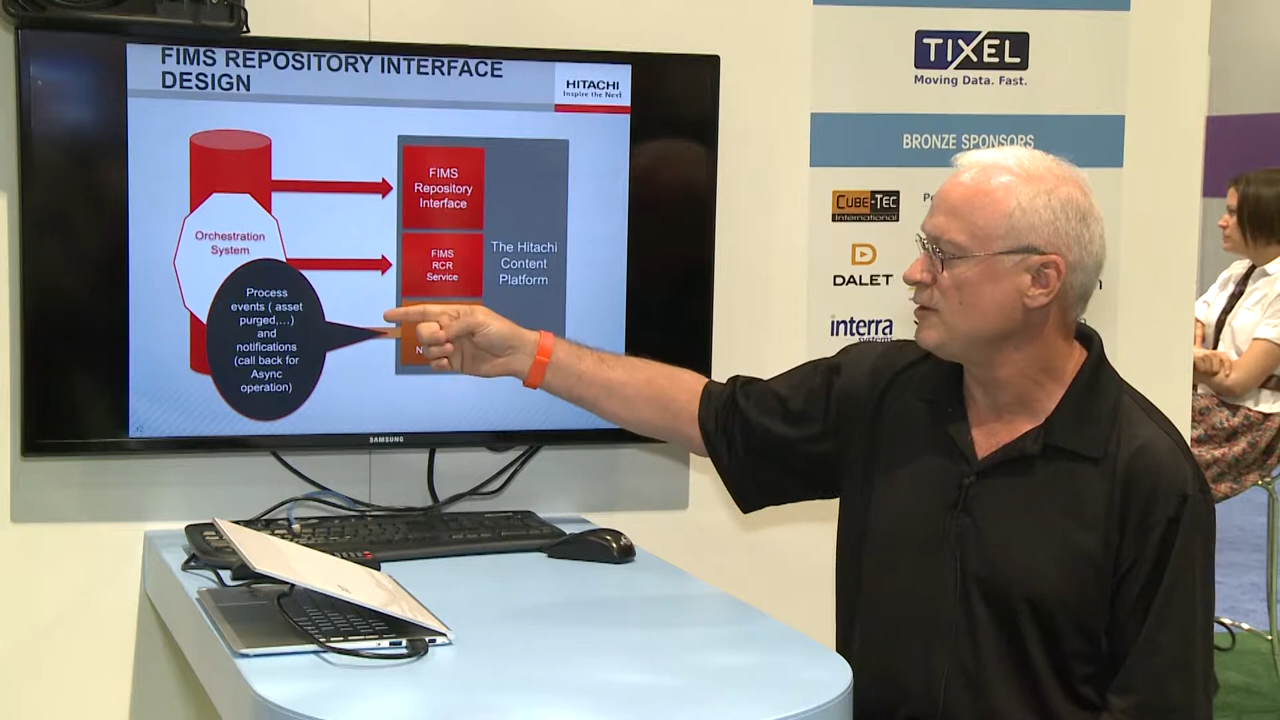 FIMS REPOSITORY INTERFACE
DESIGN
HITACHI
Inspire the Next
FIMS
Repository
Interface
Orchestration
System
FIMS
RCR
Service
The Hitachi
Content
Platform
Process
events ( asset
purged,...) and
notifications
(call back for
Async
operation)
12
SAMSUNG
TIXEL
Moving Data. Fast.
BRONZE SPONSORS
CUBE-TEC
International
DALET
interra
systems